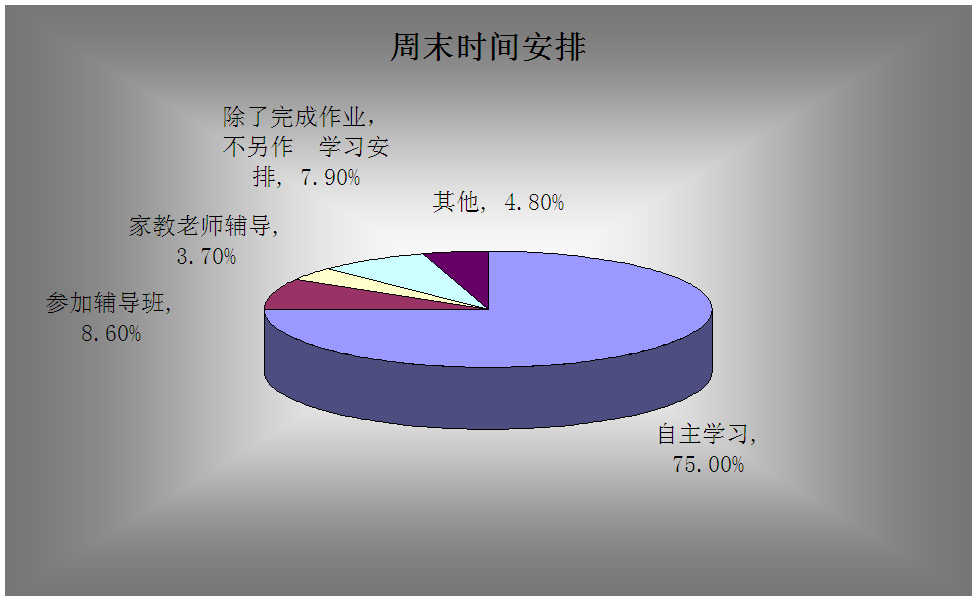 周末时间安排
除了完成作业，
不另作　学习安
排, 7.90%
其他, 4.80%
家教老师辅导,
3.70%
参加辅导班,
8.60%
自主学习,
75.00%